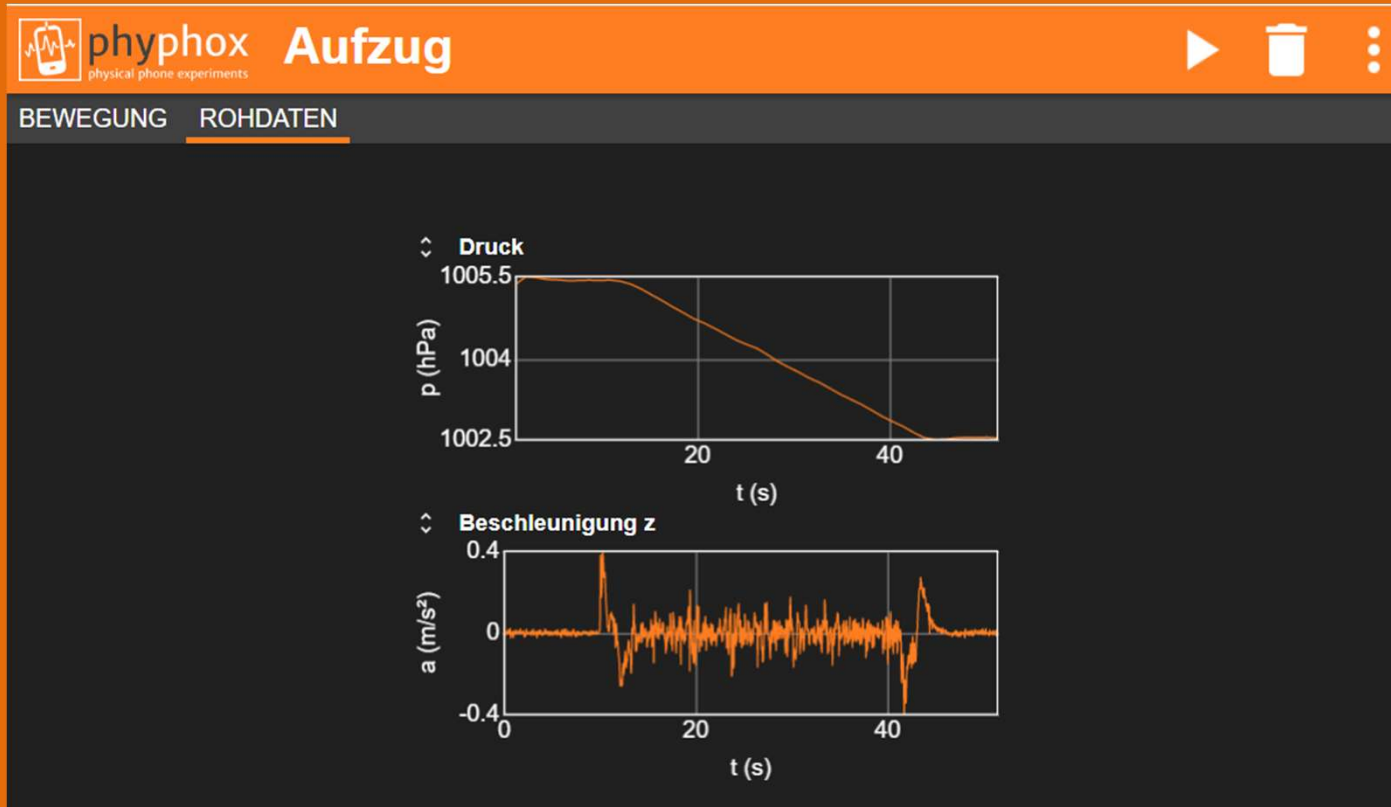 phyphox
physical phone experiments
Aufzug
BEWEGUNG ROHDATEN
Druck
1005.5
1004
1002.5
p (hPa)
20 40
t (s)
Beschleunigung z
0.4
0
-0.4
a (m/s²)
0 20 40
t (s)